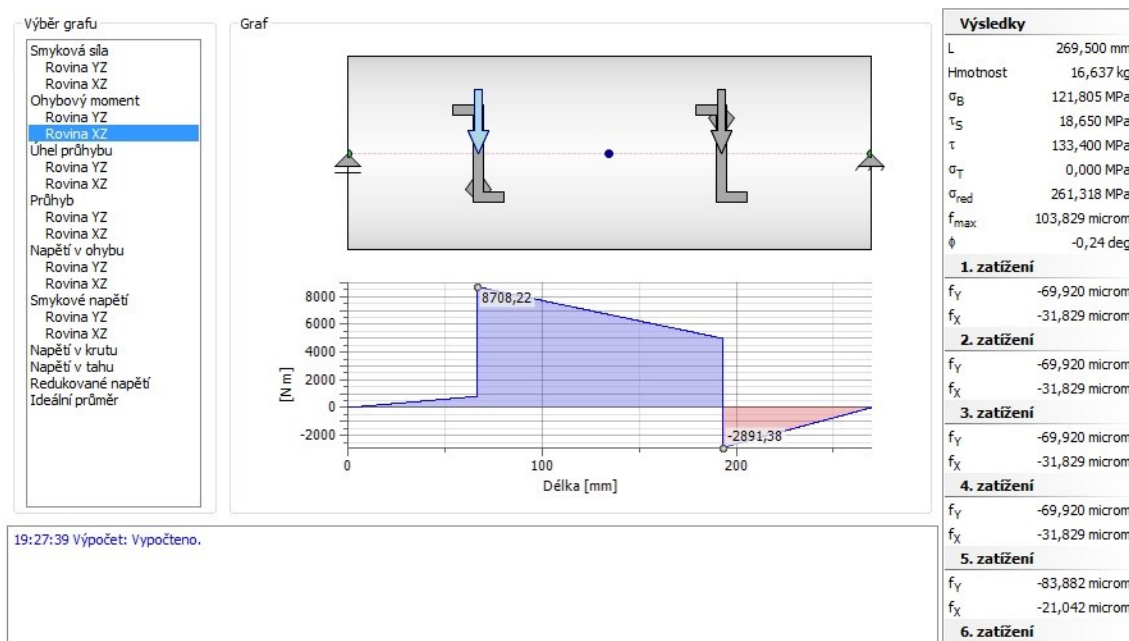 Výběr grafu
Smyková síla
Rovina YZ
Rovina XZ
Ohybový moment
Rovina YZ
Rovina XZ
Úhel průhybu
Rovina YZ
Rovina XZ
Průhyb
Rovina YZ
Rovina XZ
Napětí v ohybu
Rovina YZ
Rovina XZ
Smykové napětí
Rovina YZ
Rovina XZ
Napětí v krutu
Napětí v tahu
Redukované napětí
Ideální průměr
Graf
8000
6000
4000
2000
0
-2000
[N m]
8708,22
-2891,38
0 100 200
Délka [mm]
Výsledky
L 269,500 mm
Hmotnost 16,637 kg
σB 121,805 MPa
τS 18,650 MPa
τ 133,400 MPa
σT 0,000 MPa
σred 261,318 MPa
fmax 103,829 microm
ϕ -0,24 deg
1. zatížení
fY -69,920 microm
fX -31,829 microm
2. zatížení
fY -69,920 microm
fX -31,829 microm
3. zatížení
fY -69,920 microm
fX -31,829 microm
4. zatížení
fY -69,920 microm
fX -31,829 microm
5. zatížení
fY -83,882 microm
fX -21,042 microm
6. zatížení
19:27:39 Výpočet: Vypočteno.